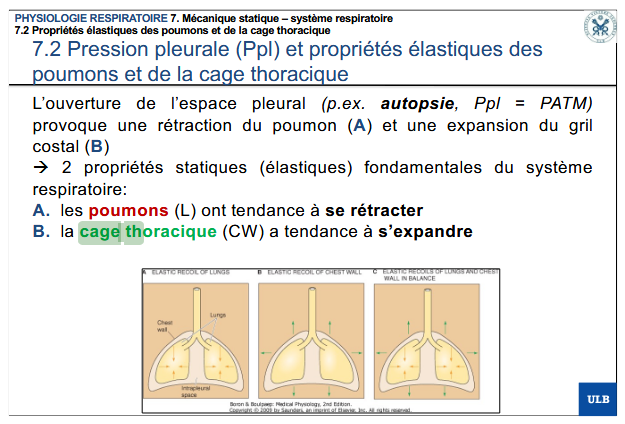 PHYSIOLOGIE RESPIRATOIRE 7. Mécanique statique – système respiratoire
7.2 Propriétés élastiques des poumons et de la cage thoracique
7.2 Pression pleurale (Ppl) et propriétés élastiques des
poumons et de la cage thoracique
L’ouverture de l’espace pleural (p.ex. autopsie, Ppl = PATM)
provoque une rétraction du poumon (A) et une expansion du gril
costal (B)
→ 2 propriétés statiques (élastiques) fondamentales du système
respiratoire:
A. les poumons (L) ont tendance à se rétracter
B. la cage thoracique (CW) a tendance à s’expandre
A ELASTIC RECOIL OF LUNGS
B ELASTIC RECOIL OF CHEST WALL
C ELASTIC RECOILS OF LUNGS AND CHEST
WALL IN BALANCE
Chest
wall
Lungs
Intrapleural
space
Boron & Boulpaep: Medical Physiology, 2nd Edition.
Copyright © 2009 by Saunders, an imprint of Elsevier, Inc. All rights reserved.
ULB